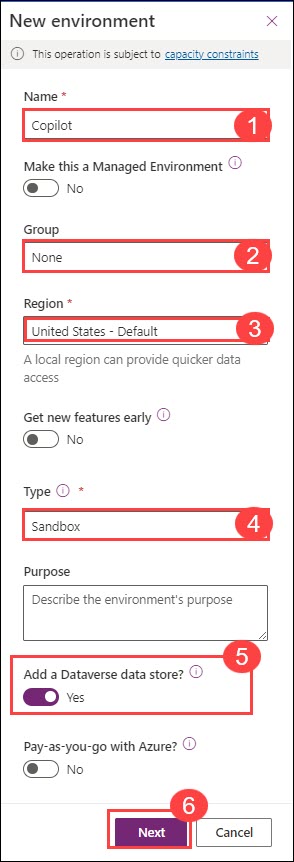 New environment
This operation is subject to capacity constraints
Name *
Copilot
1
Make this a Managed Environment
No
Group
None
2
Region *
United States - Default
3
A local region can provide quicker data
access
Get new features early
No
Type *
Sandbox
4
Purpose
Describe the environment's purpose
5
Add a Dataverse data store?
Yes
Pay-as-you-go with Azure?
No
6
Next
Cancel